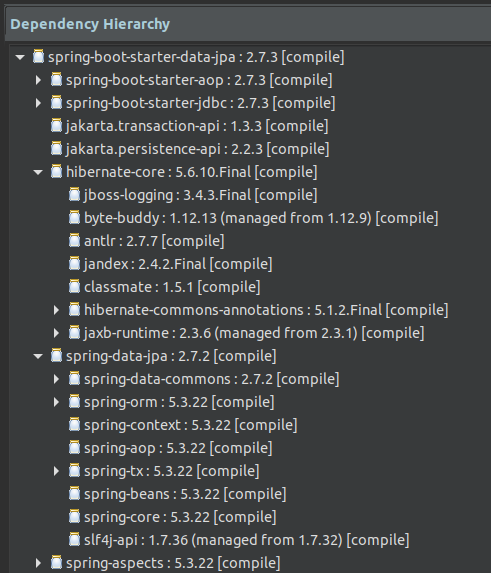 Dependency Hierarchy
spring-boot-starter-data-jpa : 2.7.3 [compile]
spring-boot-starter-aop : 2.7.3 [compile]
spring-boot-starter-jdbc : 2.7.3 [compile]
jakarta.transaction-api : 1.3.3 [compile]
jakarta.persistence-api : 2.2.3 [compile]
hibernate-core : 5.6.10.Final [compile]
jboss-logging : 3.4.3.Final [compile]
byte-buddy : 1.12.13 (managed from 1.12.9) [compile]
antlr : 2.7.7 [compile]
jandex : 2.4.2.Final [compile]
classmate : 1.5.1 [compile]
hibernate-commons-annotations : 5.1.2.Final [compile]
jaxb-runtime : 2.3.6 (managed from 2.3.1) [compile]
spring-data-jpa : 2.7.2 [compile]
spring-data-commons : 2.7.2 [compile]
spring-orm : 5.3.22 [compile]
spring-context : 5.3.22 [compile]
spring-aop : 5.3.22 [compile]
spring-tx : 5.3.22 [compile]
spring-beans : 5.3.22 [compile]
spring-core : 5.3.22 [compile]
slf4j-api : 1.7.36 (managed from 1.7.32) [compile]
spring-aspects : 5.3.22 [compile]